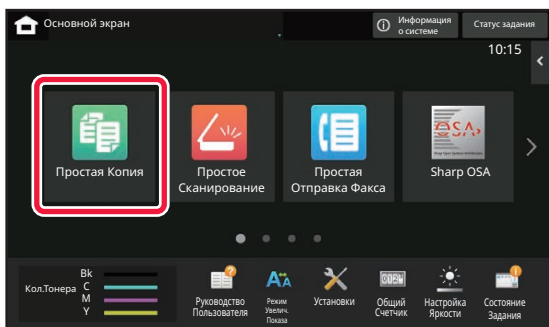 Основной экран
Информация
о системе
Статус задания
10:15
Простая Копия
Простое
Сканирование
Простая
Отправка Факса
OSA
Sharp OSA
Кол.Тонера
Bk
C
M
Y
Руководство
Пользователя
Режим
Увелич.
Показа
Установки
Общий
Счетчик
Настройка
Яркости
Состояние
Задания